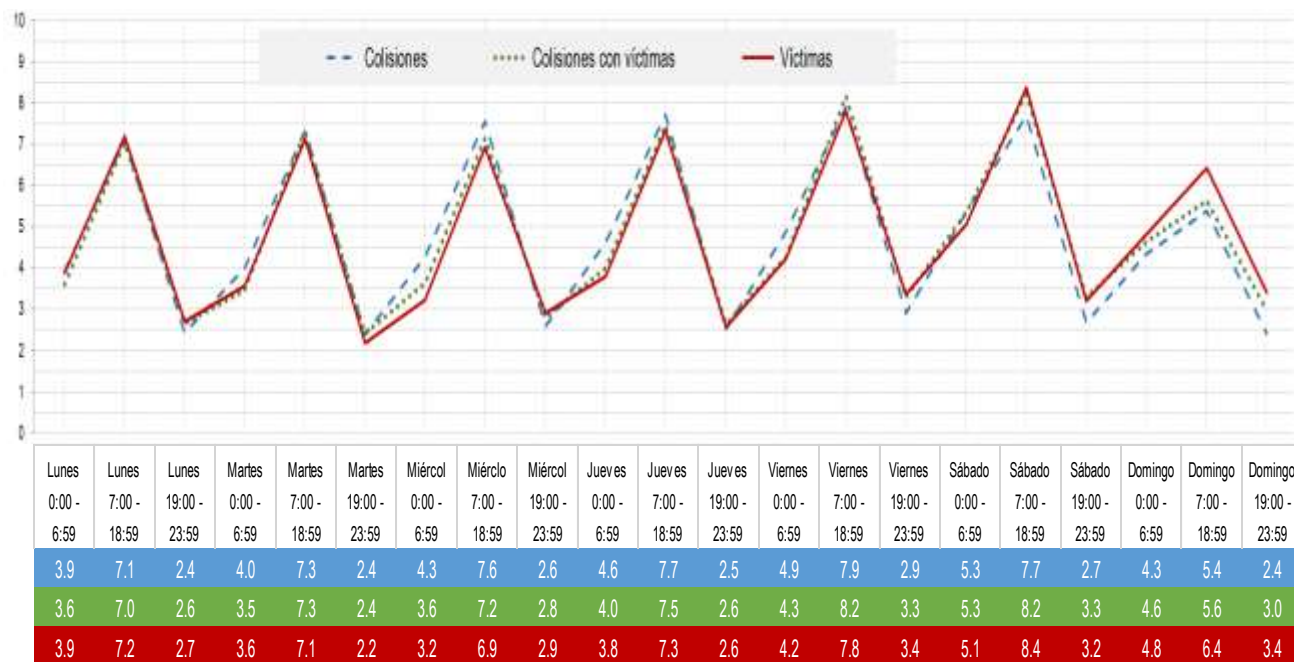 10
9
8
7
6
5
4
3
2
1
0
Colisiones Colisiones con víctimas Víctimas
Lunes Lunes Lunes Martes Martes Martes Miércol Miérclo Miércol Jueves Jueves Jueves Viernes Viernes Viernes Sábado Sábado Sábado Domingo Domingo Domingo
0:00 - 7:00 - 19:00 - 0:00 - 7:00 - 19:00 - 0:00 - 7:00 - 19:00 - 0:00 - 7:00 - 19:00 - 0:00 - 7:00 - 19:00 - 0:00 - 7:00 - 19:00 - 0:00 - 7:00 - 19:00 -
6:59 18:59 23:59 6:59 18:59 23:59 6:59 18:59 23:59 6:59 18:59 23:59 6:59 18:59 23:59 6:59 18:59 23:59 6:59 18:59 23:59
3.9 7.1 2.4 4.0 7.3 2.4 4.3 7.6 2.6 4.6 7.7 2.5 4.9 7.9 2.9 5.3 7.7 2.7 4.3 5.4 2.4
3.6 7.0 2.6 3.5 7.3 2.4 3.6 7.2 2.8 4.0 7.5 2.6 4.3 8.2 3.3 5.3 8.2 3.3 4.6 5.6 3.0
3.9 7.2 2.7 3.6 7.1 2.2 3.2 6.9 2.9 3.8 7.3 2.6 4.2 7.8 3.4 5.1 8.4 3.2 4.8 6.4 3.4